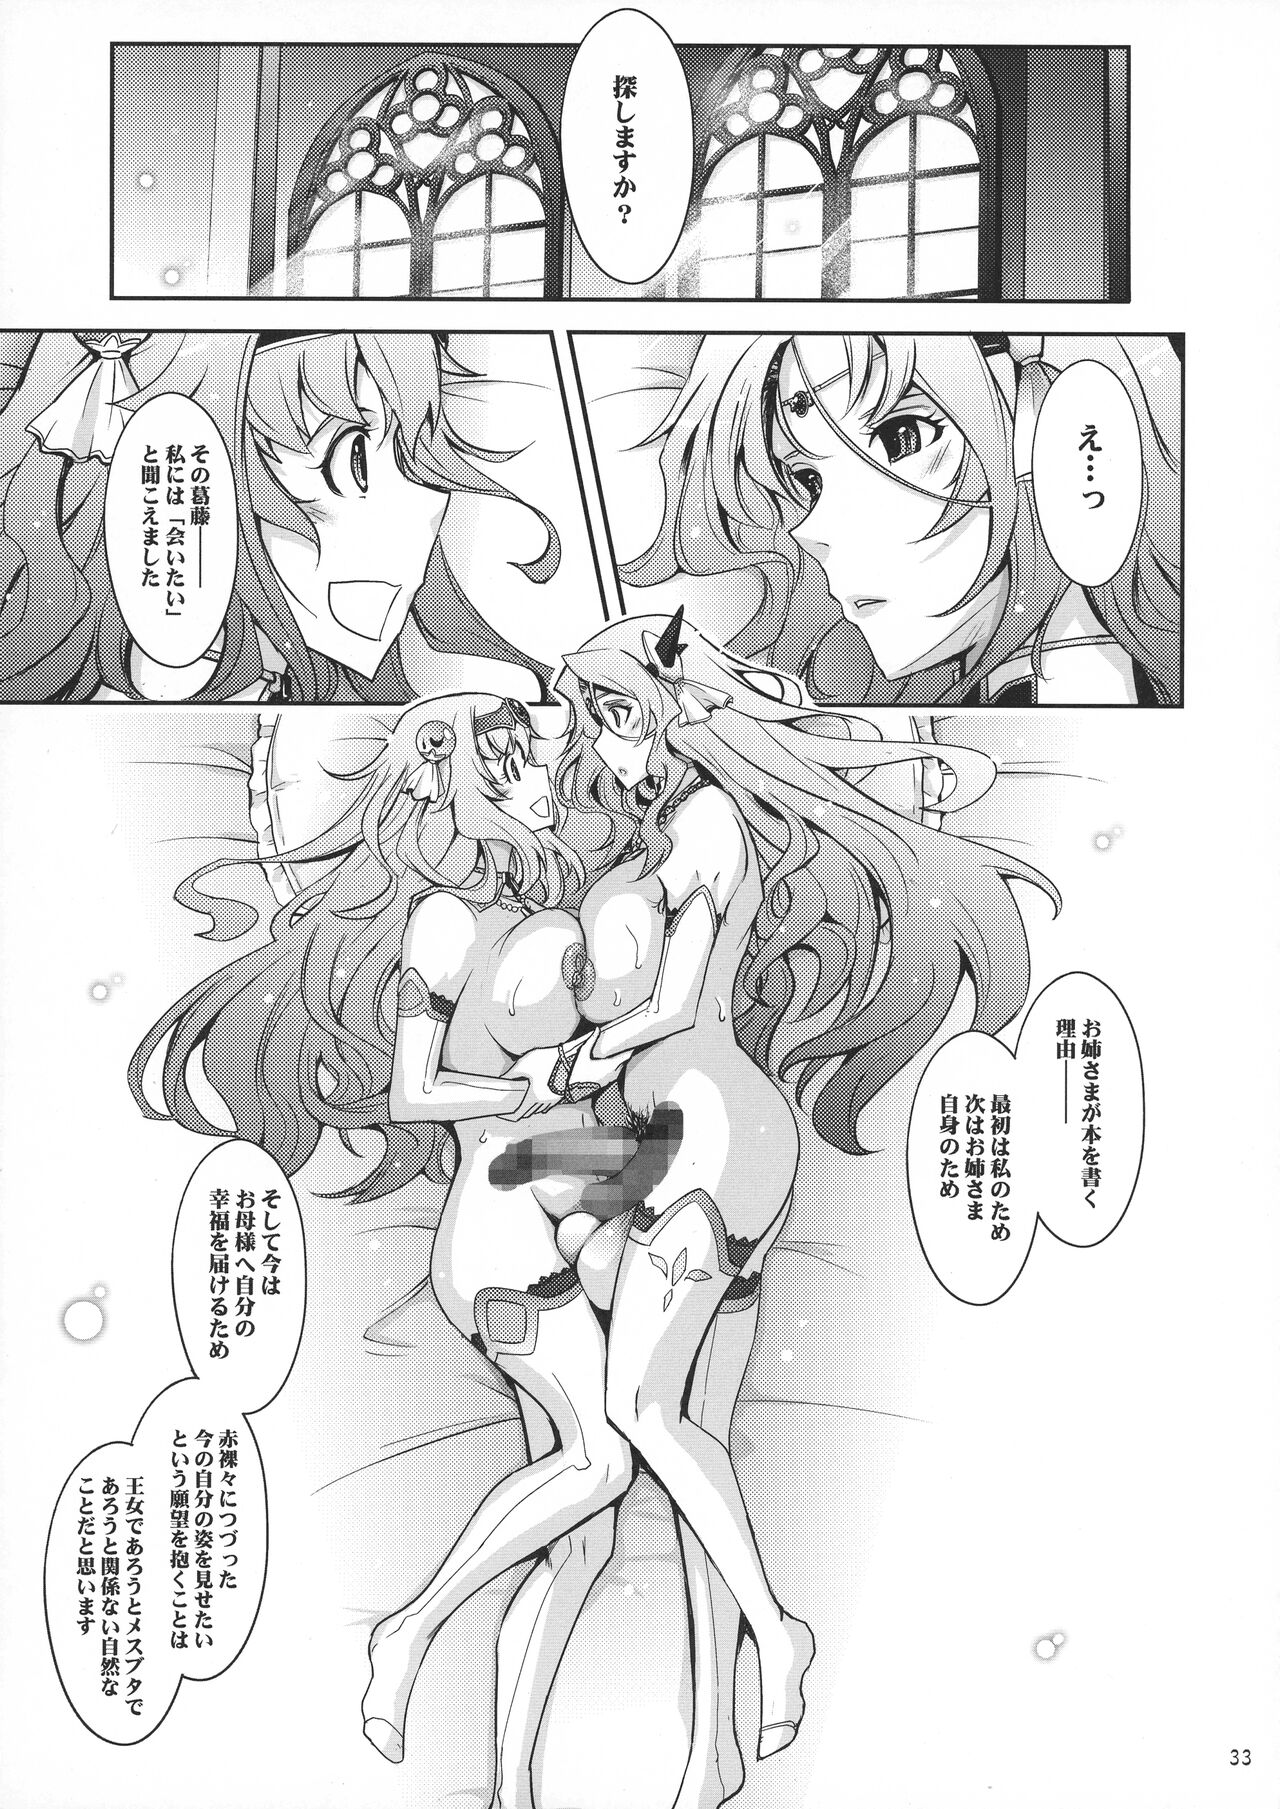 探しますか？
え…っ
その葛藤――
私には「会いたい」
と聞こえました
お姉さまが本を書く
理由――
最初は私のため
次はお姉さま
自身のため
そして今は
お母様へ自分の
幸福を届けるため
赤裸々につづった
今の自分の姿を見せたい
という願望を抱くことは
王女であろうとメスブタで
あろうと関係ない自然な
ことだと思います
33